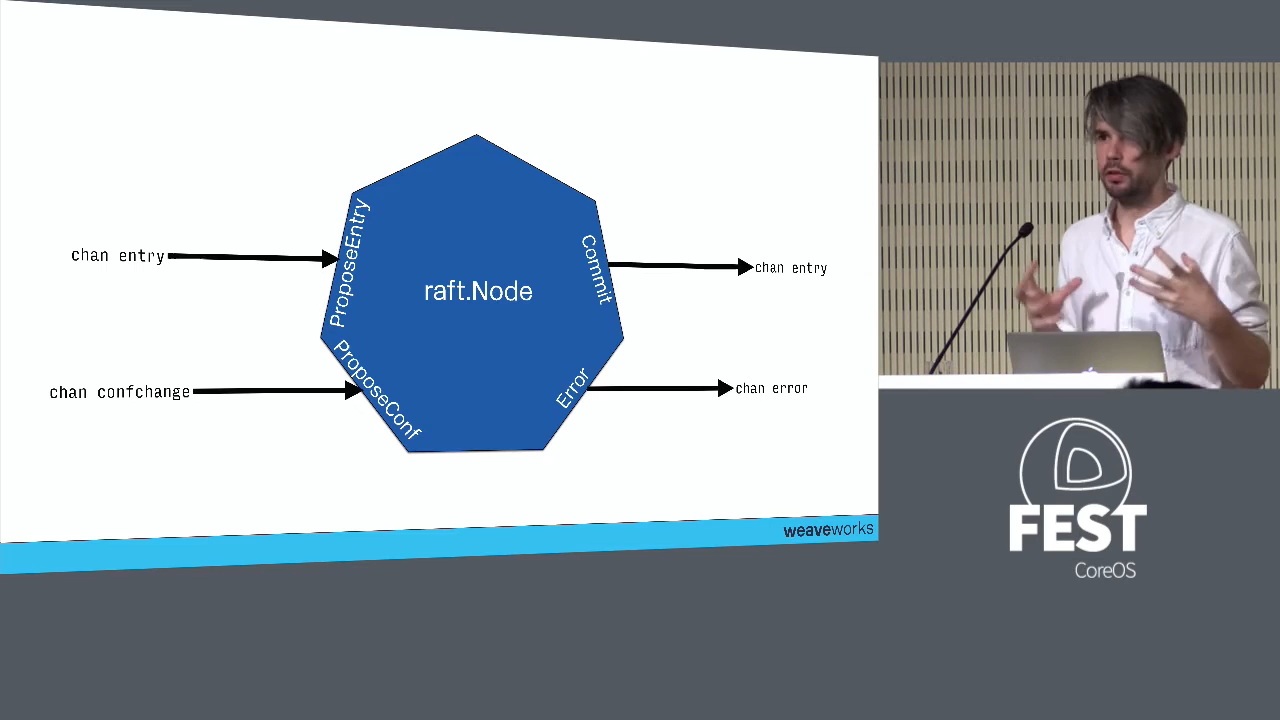 chan entry
ProposeEntry
raft.Node
Commit
chan entry
chan confchange
ProposeConf
Error
chan error
weaveworks
FEST
CoreOS